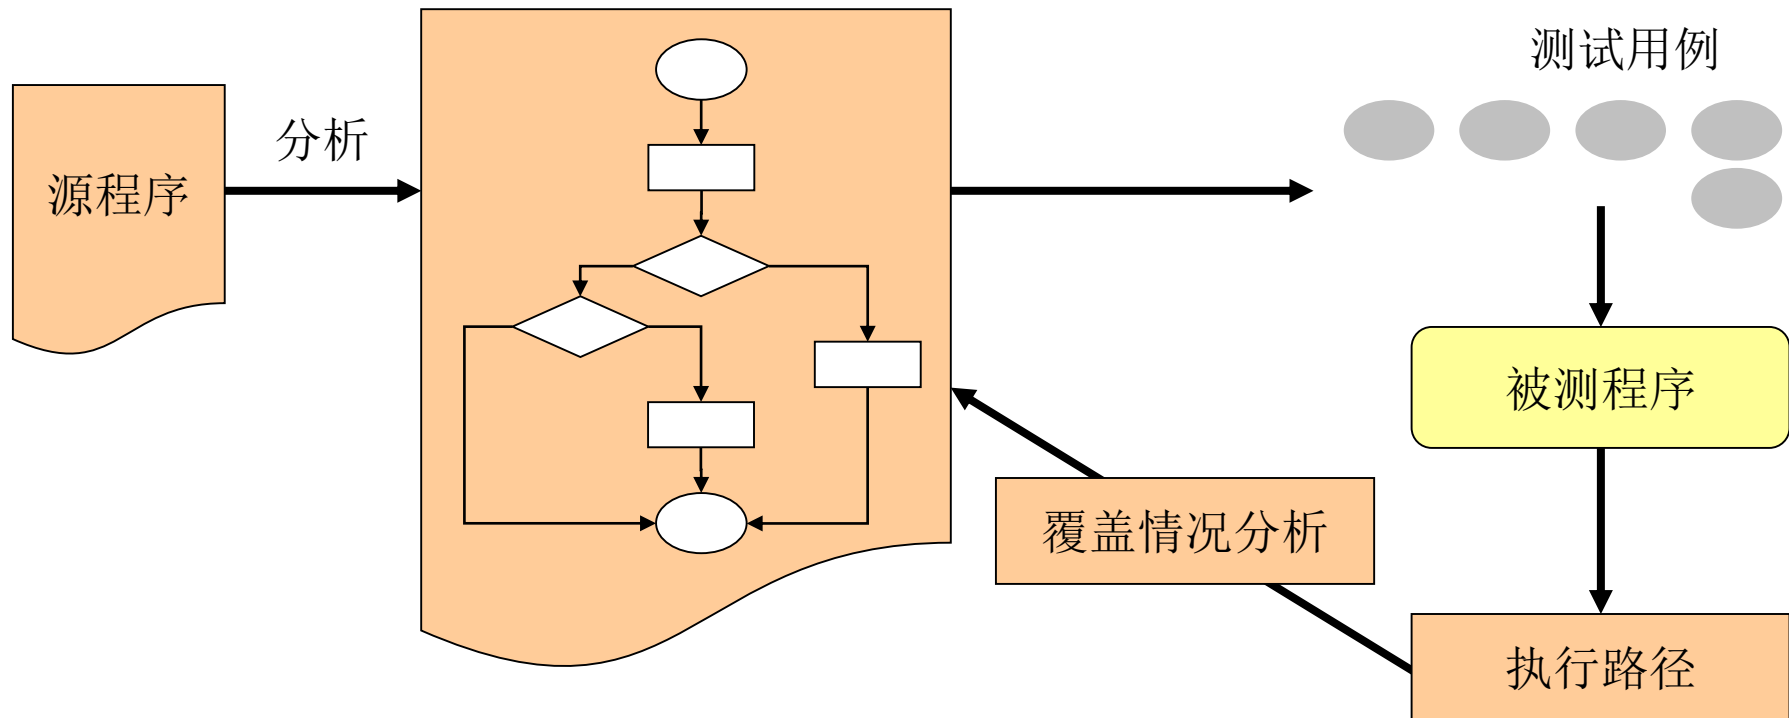 测试用例
分析
源程序
被测程序
覆盖情况分析
执行路径